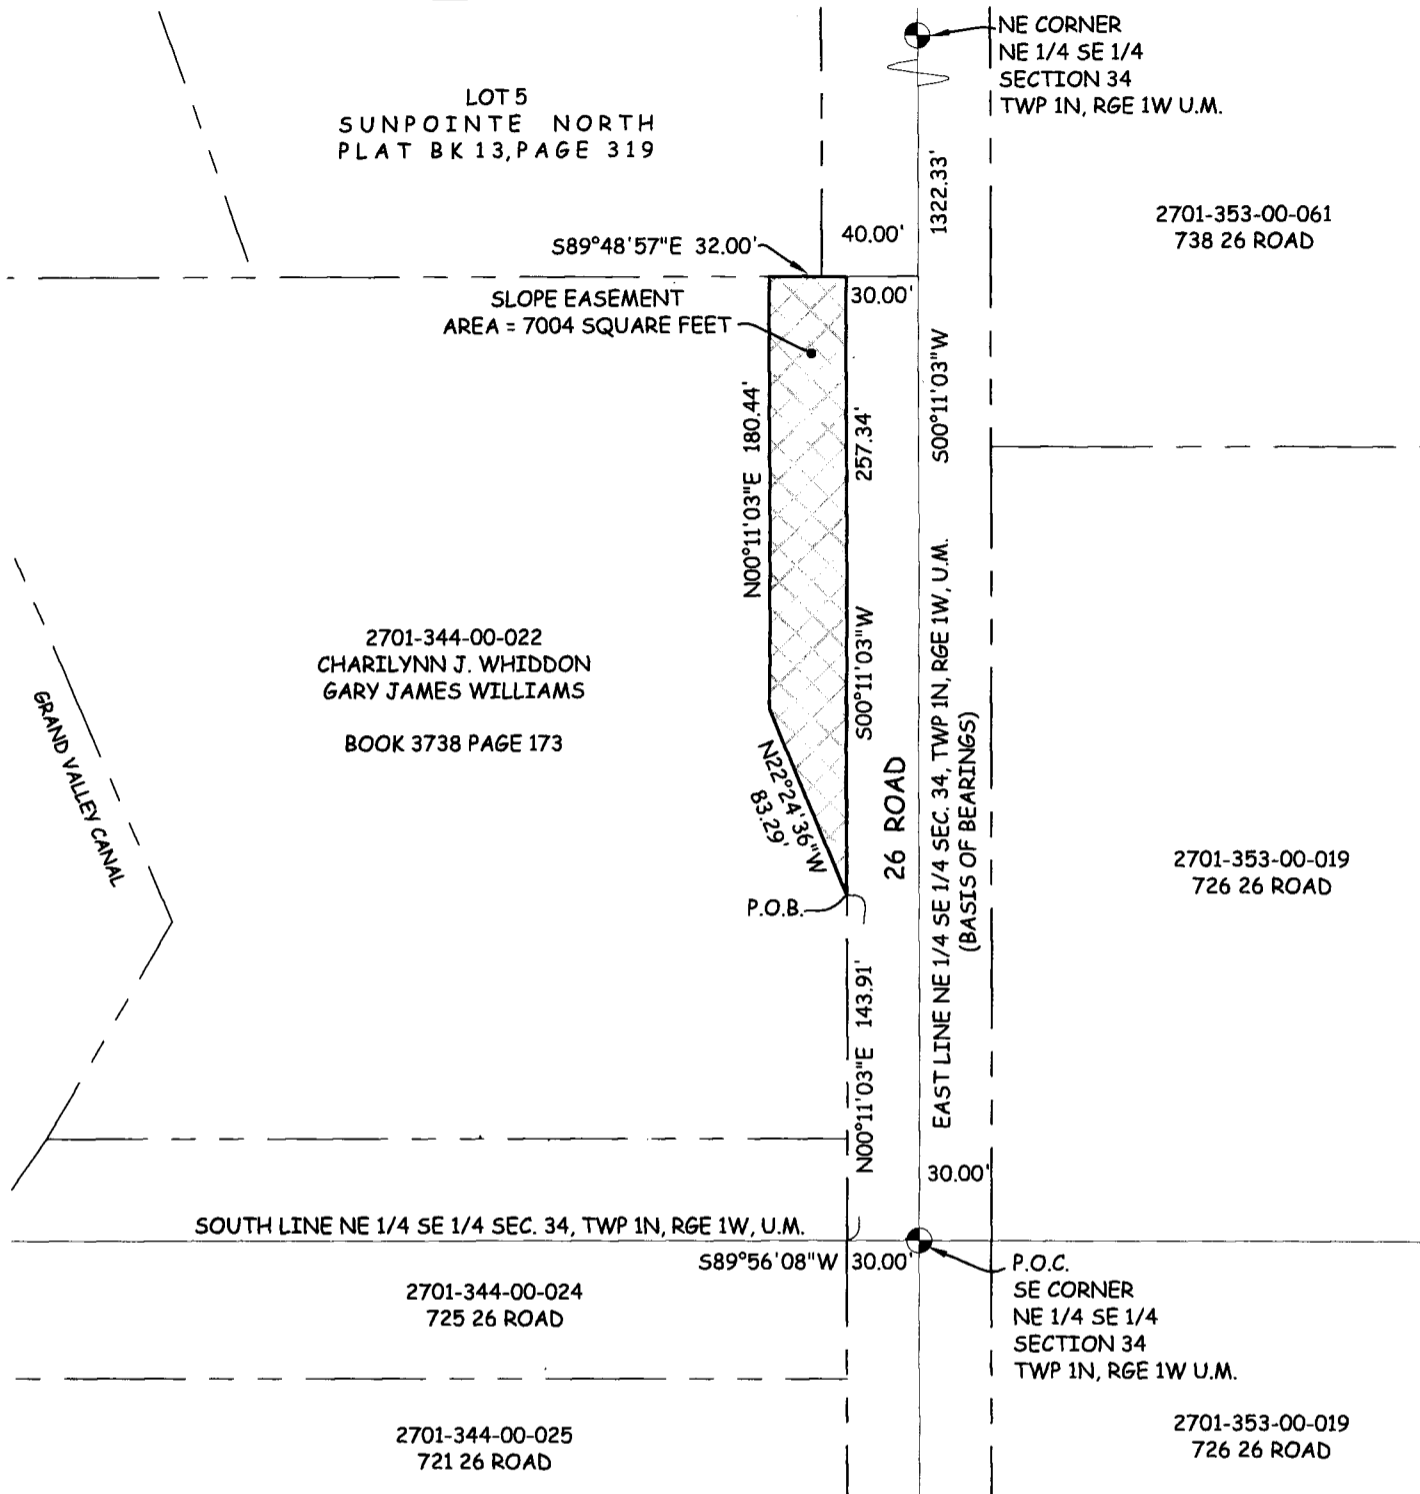 NE CORNER
NE 1/4 SE 1/4
SECTION 34
TWP 1N, RGE 1W U.M.
LOT 5
SUNPOINTE NORTH
PLAT BK 13, PAGE 319
1322.33'
2701-353-00-061
738 26 ROAD
40.00'
S89°48'57"E 32.00'
30.00'
SLOPE EASEMENT
AREA = 7004 SQUARE FEET
S00°11'03"W
N00°11'03"E 180.44'
257.34'
S00°11'03"W
2701-344-00-022
CHARILYNN J. WHIDDON
GARY JAMES WILLIAMS
BOOK 3738 PAGE 173
GRAND VALLEY CANAL
N22°24'36"W
83.29'
26 ROAD
EAST LINE NE 1/4 SE 1/4 SEC. 34, TWP 1N, RGE 1W, U.M.
(BASIS OF BEARINGS)
2701-353-00-019
726 26 ROAD
P.O.B.
N00°11'03"E 143.91'
30.00'
SOUTH LINE NE 1/4 SE 1/4 SEC. 34, TWP 1N, RGE 1W, U.M.
S89°56'08"W 30.00'
P.O.C.
SE CORNER
NE 1/4 SE 1/4
SECTION 34
TWP 1N, RGE 1W U.M.
2701-344-00-024
725 26 ROAD
2701-344-00-025
721 26 ROAD
2701-353-00-019
726 26 ROAD